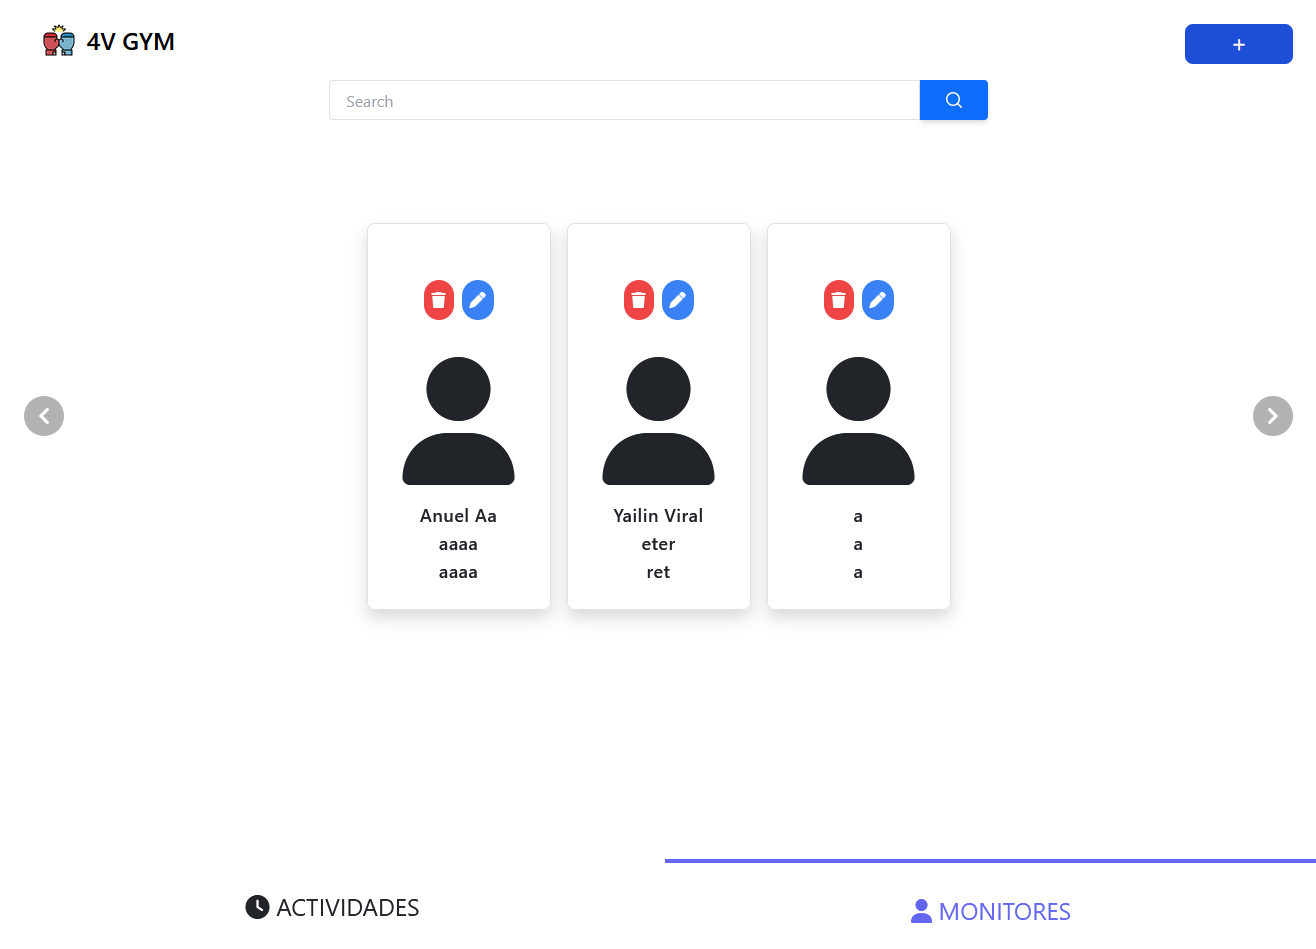 4V GYM
+
Search
Anuel Aa
aaaa
aaaa
Yailin Viral
eter
ret
a
a
a
ACTIVIDADES
MONITORES